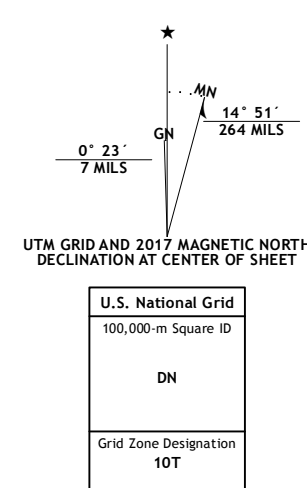 ★
MN
14° 51´
264 MILS
GN
0° 23´
7 MILS
UTM GRID AND 2017 MAGNETIC NORTH
DECLINATION AT CENTER OF SHEET
U.S. National Grid
100,000-m Square ID
DN
Grid Zone Designation
10T